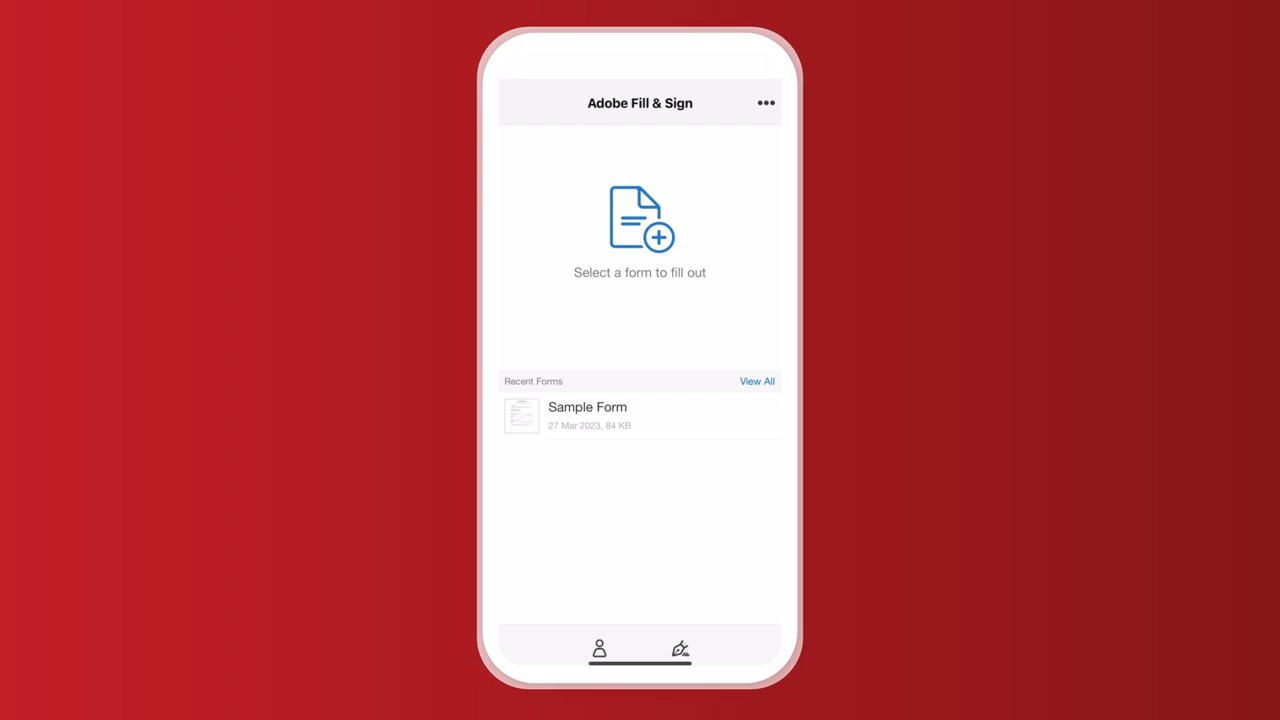 Adobe Fill & Sign
Select a form to fill out
Recent Forms
View All
Sample Form
27 Mar 2023, 84 KB